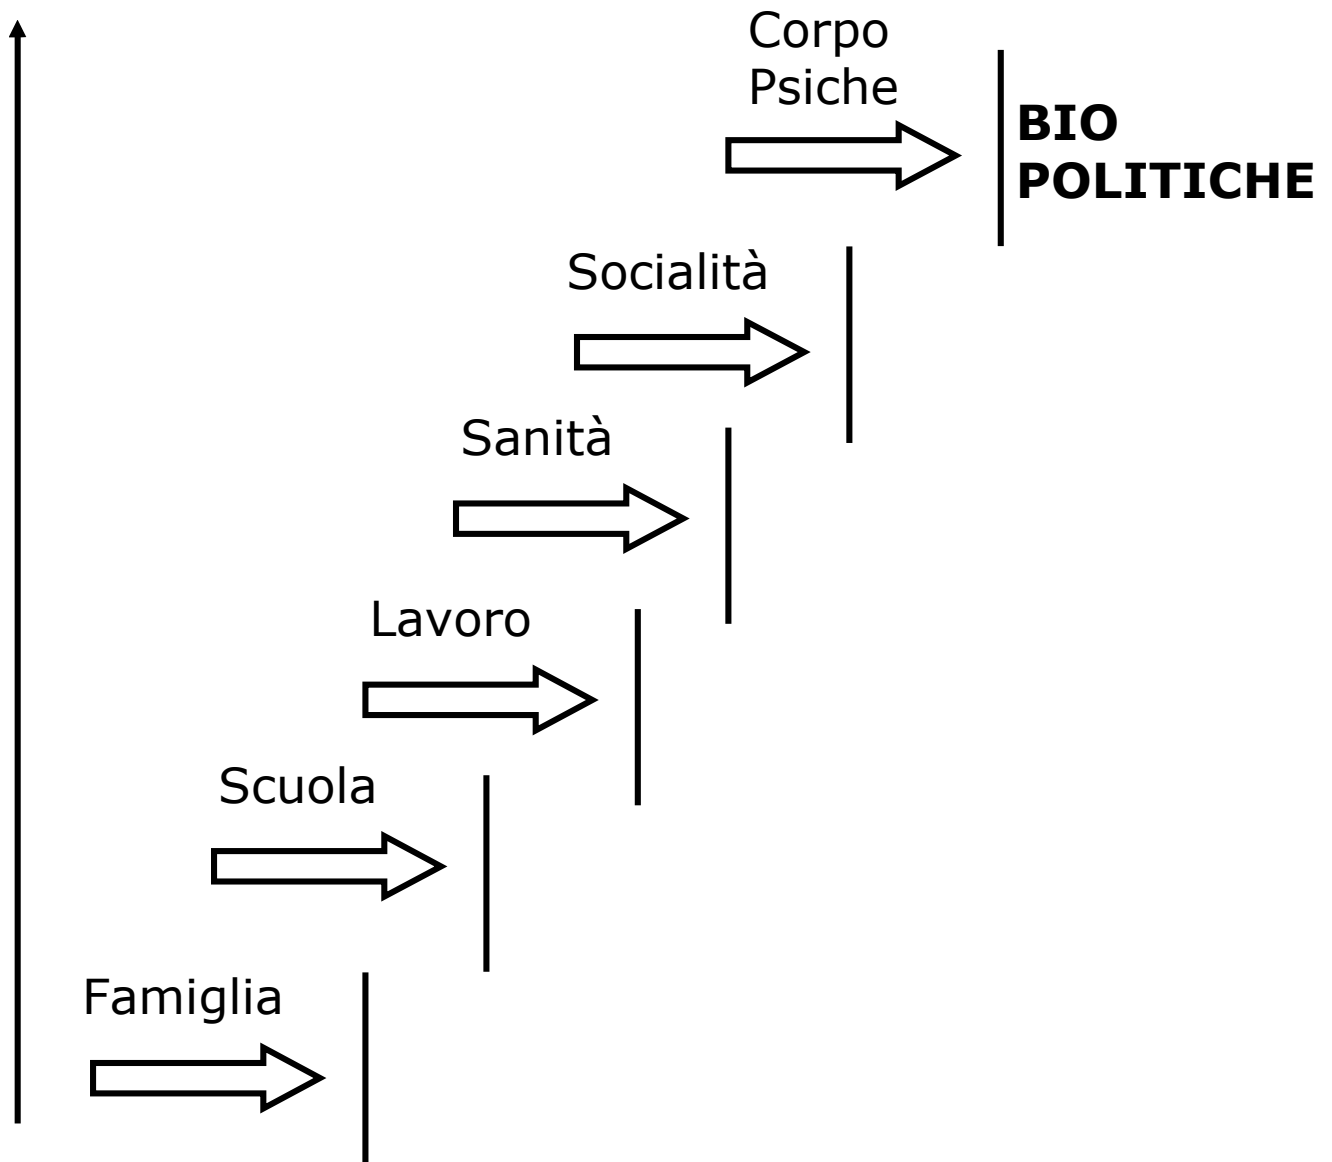 Corpo
Psiche
BIO
POLITICHE
Socialità
Sanità
Lavoro
Scuola
Famiglia